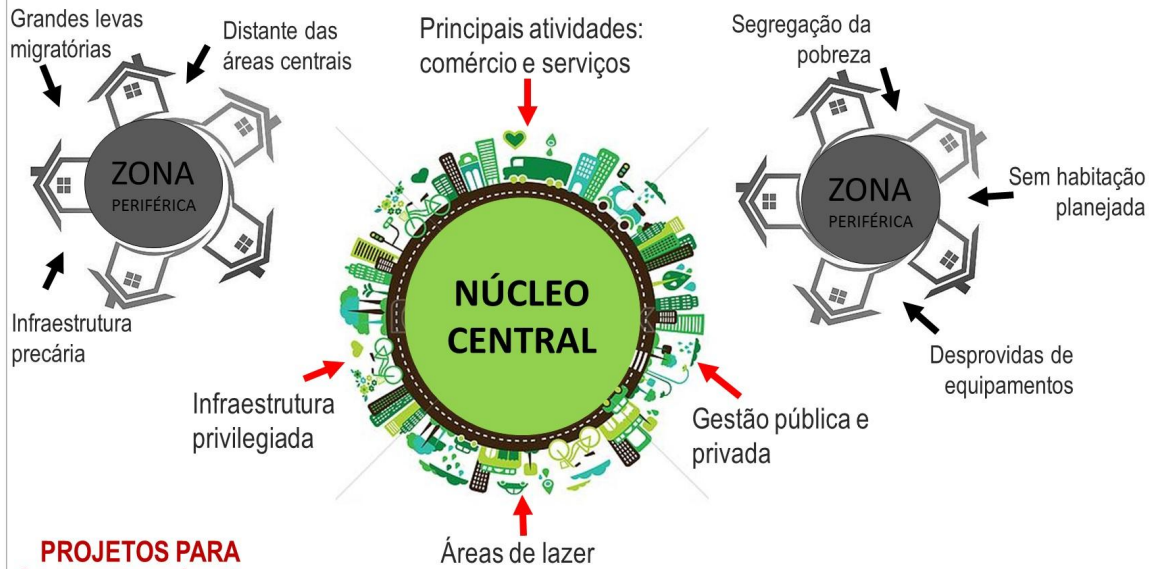 Grandes levas
migratórias
Distante das
áreas centrais
ZONA
PERIFÉRICA
Infraestrutura
precária
Principais atividades:
comércio e serviços
NÚCLEO
CENTRAL
Infraestrutura
privilegiada
Gestão pública e
privada
Áreas de lazer
Segregação da
pobreza
ZONA
PERIFÉRICA
Sem habitação
planejada
Desprovidas de
equipamentos
PROJETOS PARA